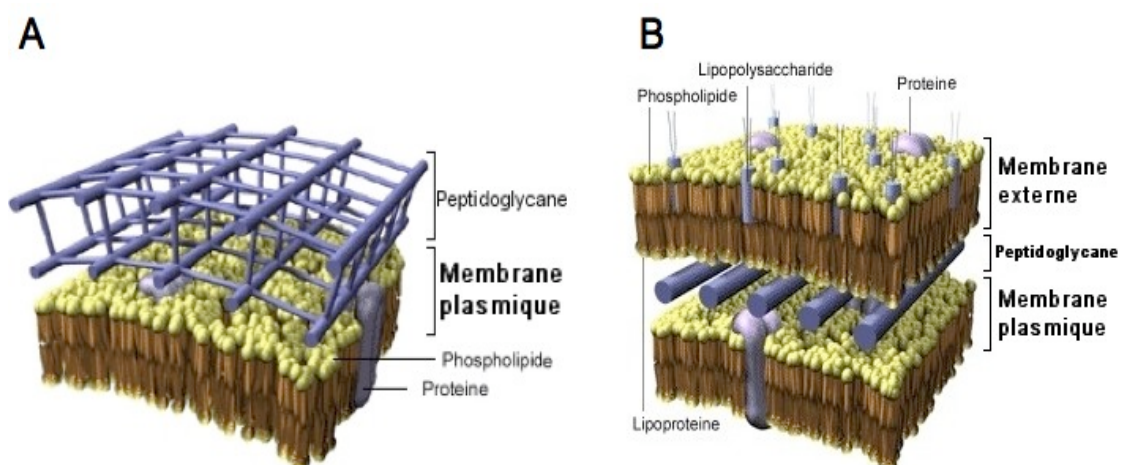 A
Peptidoglycane
Membrane
plasmique
Phospholipide
Proteine
B
Lipopolysaccharide
Phospholipide
Proteine
Membrane
externe
Peptidoglycane
Membrane
plasmique
Lipoproteine